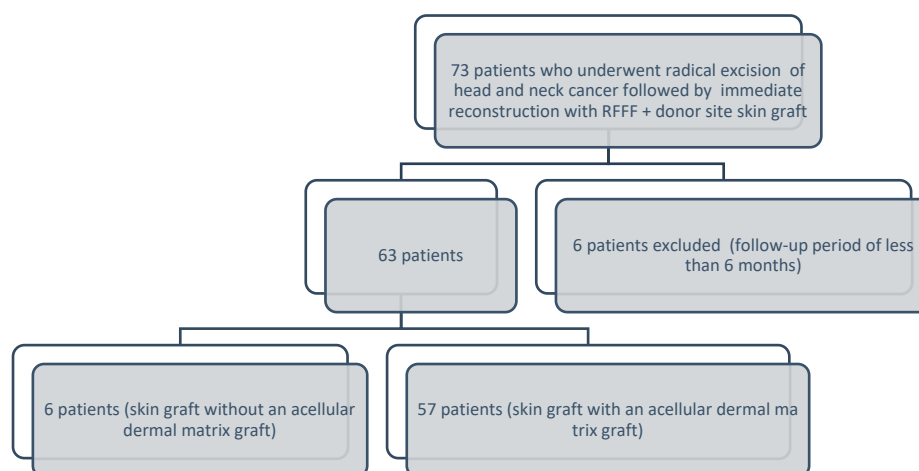 73 patients who underwent radical excision of
head and neck cancer followed by immediate
reconstruction with RFFF + donor site skin graft
63 patients
6 patients excluded (follow-up period of less
than 6 months)
6 patients (skin graft without an acellular
dermal matrix graft)
57 patients (skin graft with an acellular dermal ma
trix graft)